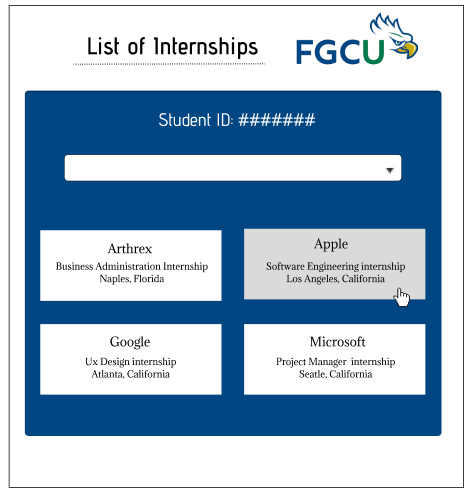 List of Internships
FGCU
Student ID: #######
Arthrex
Business Administration Internship
Naples, Florida
Apple
Software Engineering internship
Los Angeles, California
Google
Ux Design internship
Atlanta, California
Microsoft
Project Manager internship
Seatle, California